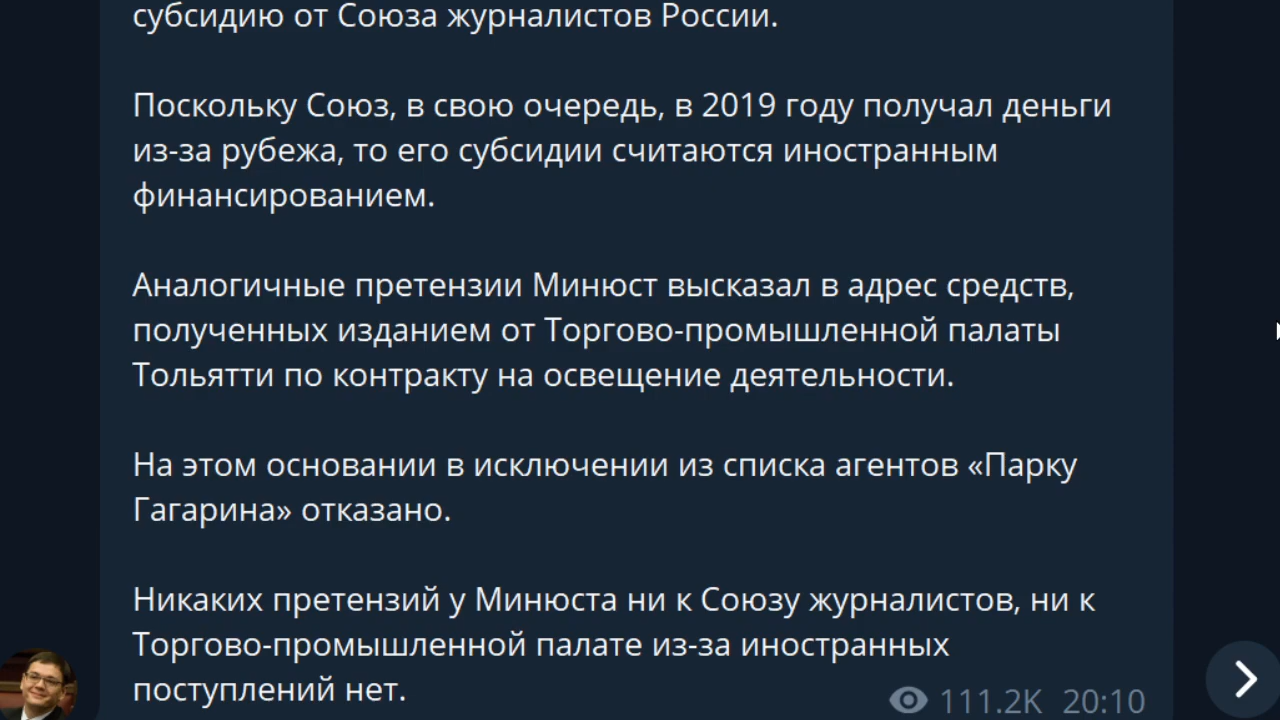 субсидию от Союза журналистов России.
Поскольку Союз, в свою очередь, в 2019 году получал деньги
из-за рубежа, то его субсидии считаются иностранным
финансированием.
Аналогичные претензии Минюст высказал в адрес средств,
полученных изданием от Торгово-промышленной палаты
Тольятти по контракту на освещение деятельности.
На этом основании в исключении из списка агентов «Парку
Гагарина» отказано.
Никаких претензий у Минюста ни к Союзу журналистов, ни к
Торгово-промышленной палате из-за иностранных
поступлений нет.
111.2K 20:10